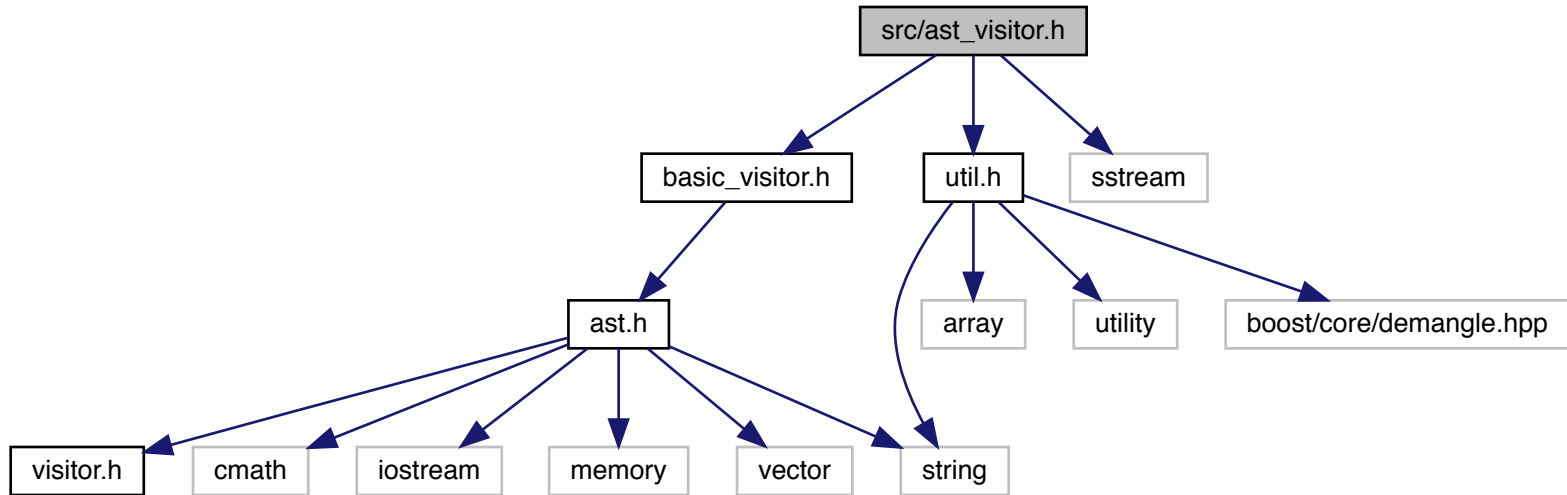 src/ast_visitor.h
basic_visitor.h
util.h
sstream
ast.h
array
utility
boost/core/demangle.hpp
visitor.h
cmath
iostream
memory
vector
string